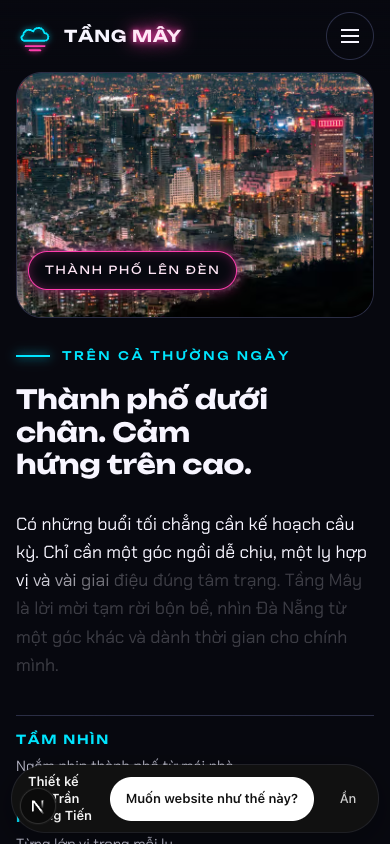 TẦNG MÂY
THÀNH PHỐ LÊN ĐÈN
TRÊN CẢ THƯỜNG NGÀY
Thành phố dưới
chân. Cảm
hứng trên cao.
Có những buổi tối chẳng cần kế hoạch cầu
kỳ. Chỉ cần một góc ngồi dễ chịu, một ly hợp
vị và vài giai điệu đúng tâm trạng. Tầng Mây
là lời mời tạm rời bộn bề, nhìn Đà Nẵng từ
một góc khác và dành thời gian cho chính
mình.
TẦM NHÌN
Thiết kế
Trần
Tiến
N
Muốn website như thế này?
Ẩn